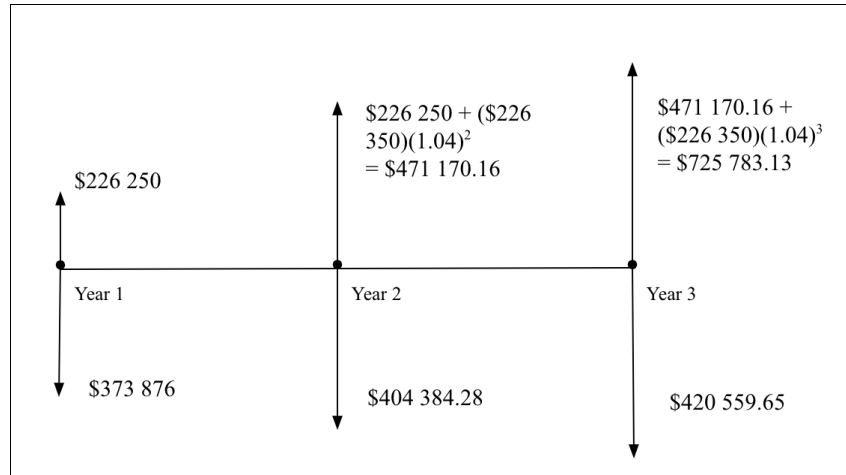 $226 250
$226 250 + ($226
350)(1.04)²
= $471 170.16
$471 170.16 +
($226 350)(1.04)³
= $725 783.13
Year 1
Year 2
Year 3
$373 876
$404 384.28
$420 559.65